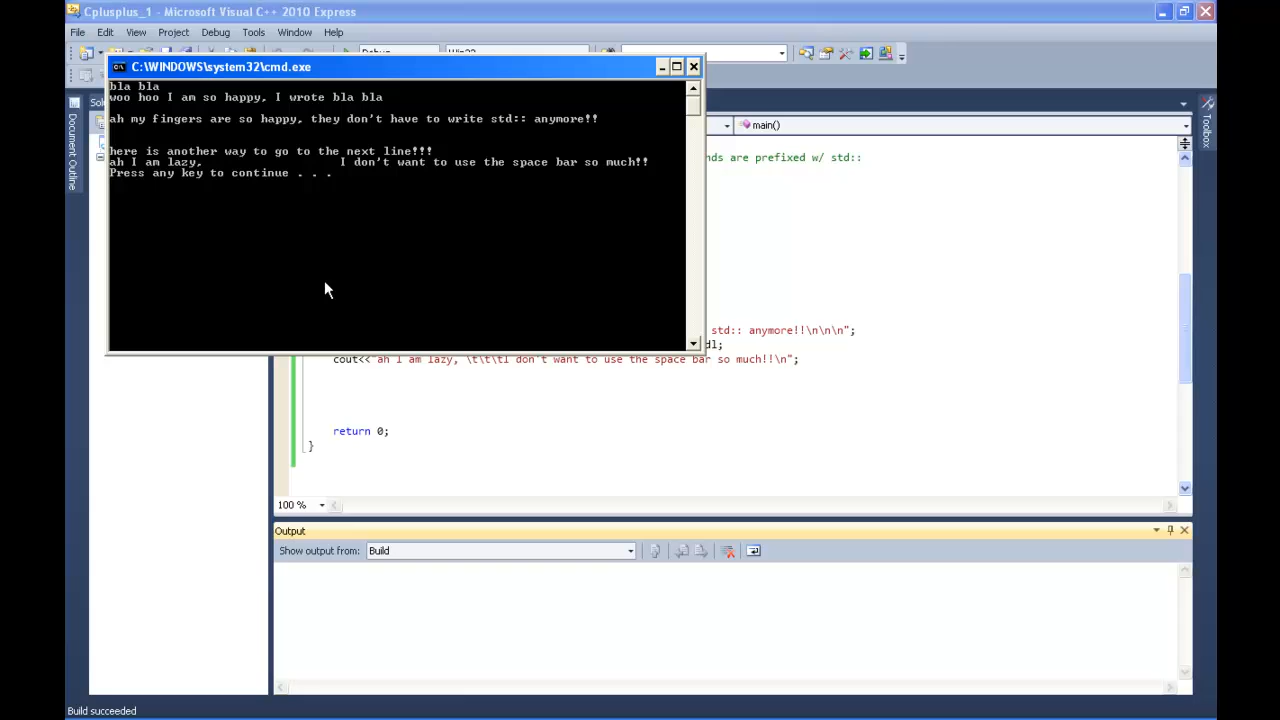 Cplusplus_1 - Microsoft Visual C++ 2010 Express
File Edit View Project Debug Tools Window Help
C:\WINDOWS\system32\cmd.exe
bla bla
woo hoo I am so happy, I wrote bla bla
ah my fingers are so happy, they don't have to write std:: anymore!!
here is another way to go to the next line!!!
ah I am lazy, I don't want to use the space bar so much!!
Press any key to continue . . .
Document Outline
main()
Toolbox
nds are prefixed w/ std::
std:: anymore!!\n\n\n";
dl;
cout<<"ah I am lazy, \t\t\tI don't want to use the space bar so much!!\n";
return 0;
}
100 %
Output
Show output from: Build
Build succeeded